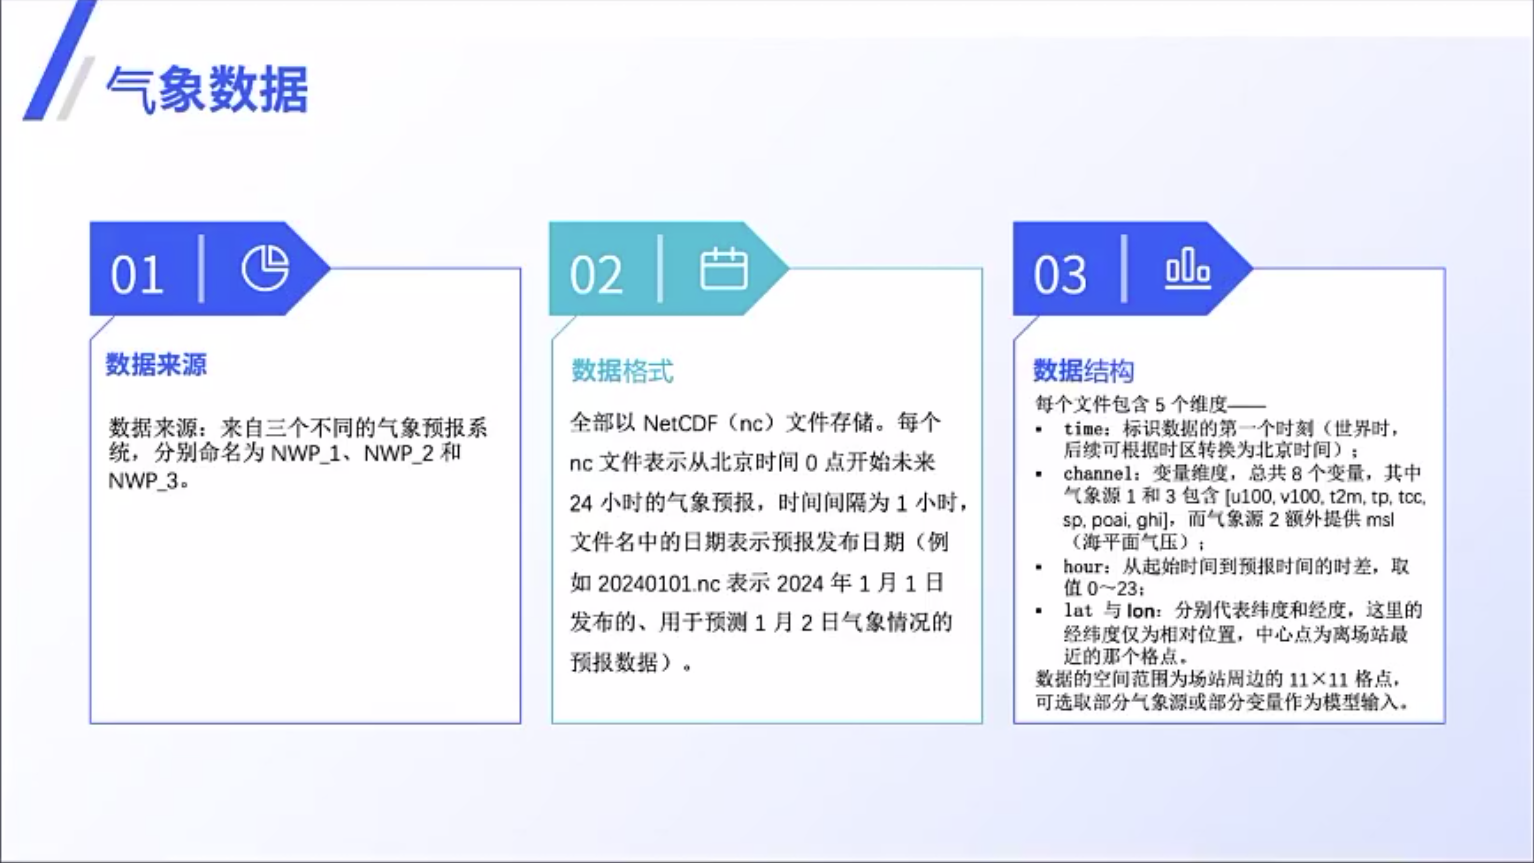 气象数据
01
数据来源
数据来源：来自三个不同的气象预报系
统，分别命名为 NWP_1、NWP_2 和
NWP_3。
02
数据格式
全部以 NetCDF（nc）文件存储。每个
nc 文件表示从北京时间 0 点开始未来
24 小时的气象预报，时间间隔为 1 小时，
文件名中的日期表示预报发布日期（例
如 20240101.nc 表示 2024 年 1 月 1 日
发布的、用于预测 1 月 2 日气象情况的
预报数据）。
03
数据结构
每个文件包含 5 个维度——
▪ time：标识数据的第一个时刻（世界时，
后续可根据时区转换为北京时间）；
▪ channel：变量维度，总共 8 个变量，其中
气象源 1 和 3 包含 [u100, v100, t2m, tp, tcc,
sp, poai, ghi]，而气象源 2 额外提供 msl
（海平面气压）；
▪ hour：从起始时间到预报时间的时差，取
值 0～23；
▪ lat 与 lon：分别代表纬度和经度，这里的
经纬度仅为相对位置，中心点为离场站最
近的那个格点。
数据的空间范围为场站周边的 11×11 格点，
可选取部分气象源或部分变量作为模型输入。